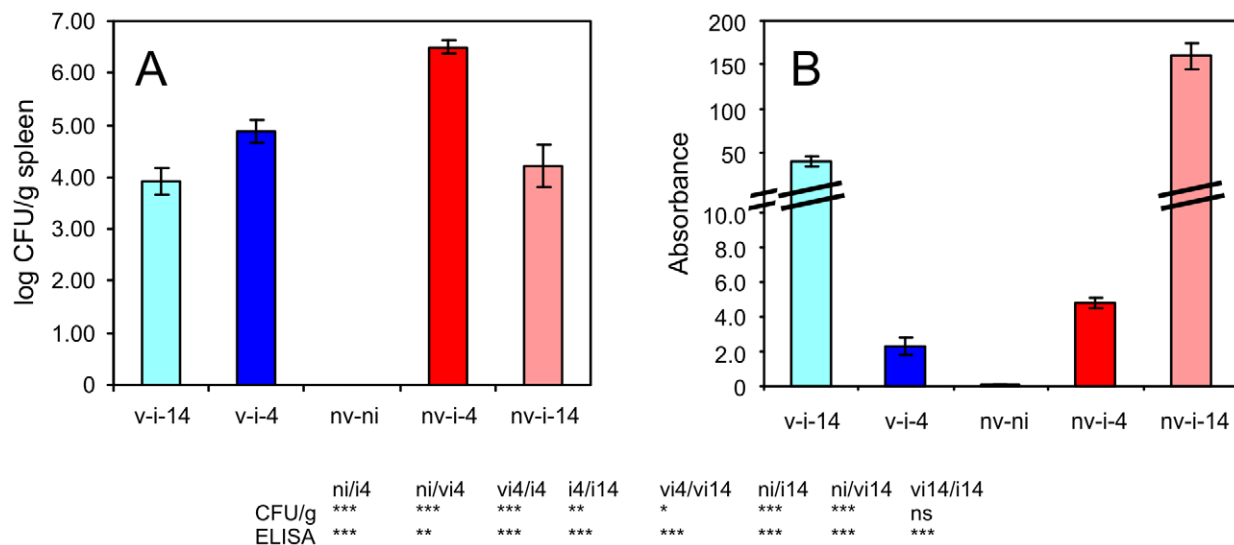 A
7.00
6.00
5.00
4.00
3.00
2.00
1.00
0
log CFU/g spleen
v-i-14 v-i-4 nv-ni nv-i-4 nv-i-14
B
200
150
100
50
10.0
8.0
6.0
4.0
2.0
0
Absorbance
v-i-14 v-i-4 nv-ni nv-i-4 nv-i-14
ni/i4 ni/vi4 vi4/i4 i4/i14 vi4/vi14 ni/i14 ni/vi14 vi14/i14
CFU/g *** *** *** ** * *** *** ns
ELISA *** ** *** *** *** *** *** ***